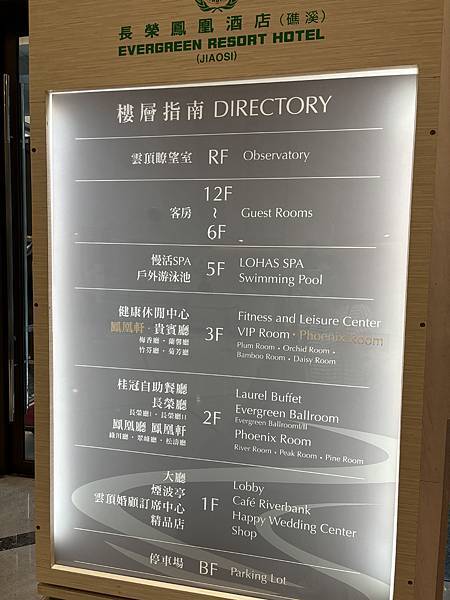 長榮鳳凰酒店(礁溪)
EVERGREEN RESORT HOTEL
(JIAOSI)
樓層指南 DIRECTORY
雲頂瞭望室 RF Observatory
客房 12F ~ 6F Guest Rooms
慢活SPA
戶外游泳池 5F LOHAS SPA
Swimming Pool
健康休閒中心 Fitness and Leisure Center
鳳凰軒·貴賓廳 3F VIP Room · Phoenix Room
梅香廳·蘭馨廳 Plum Room · Orchid Room ·
竹芬廳·菊芳廳 Bamboo Room · Daisy Room
桂冠自助餐廳 Laurel Buffet
長榮廳 2F Evergreen Ballroom
長榮廳I·長榮廳II Evergreen BallroomI/II
鳳凰廳 鳳凰軒 Phoenix Room
綠川廳·翠峰廳·松濤廳 River Room · Peak Room · Pine Room
大廳 Lobby
煙波亭 1F Café Riverbank
雲頂婚顧訂席中心 Happy Wedding Center
精品店 Shop
停車場 BF Parking Lot